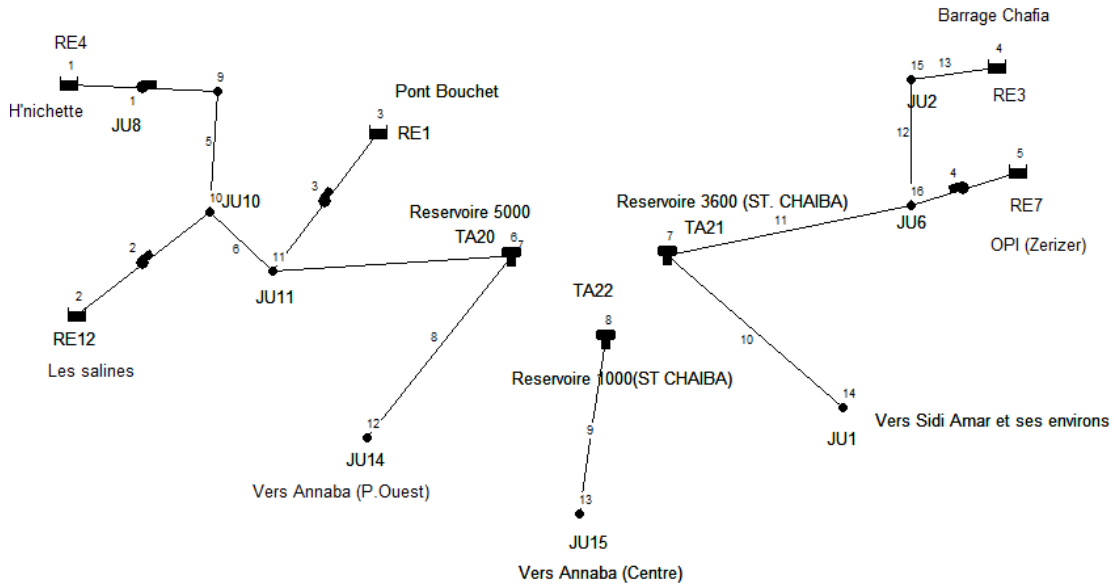 Barrage Chafia
RE4
1
9
4
15
13
H'nichette
1
JU8
Pont Bouchet
3
RE1
JU2
RE3
5
12
3
4
5
16
10
JU10
Reservoire 5000
Reservoire 3600 (ST. CHAIBA)
11
JU6
RE7
TA20
6
7
TA21
7
OPI (Zerizer)
2
6
11
JU11
TA22
2
8
8
10
RE12
Les salines
Reservoire 1000(ST CHAIBA)
14
12
9
JU1
Vers Sidi Amar et ses environs
JU14
Vers Annaba (P.Ouest)
13
JU15
Vers Annaba (Centre)